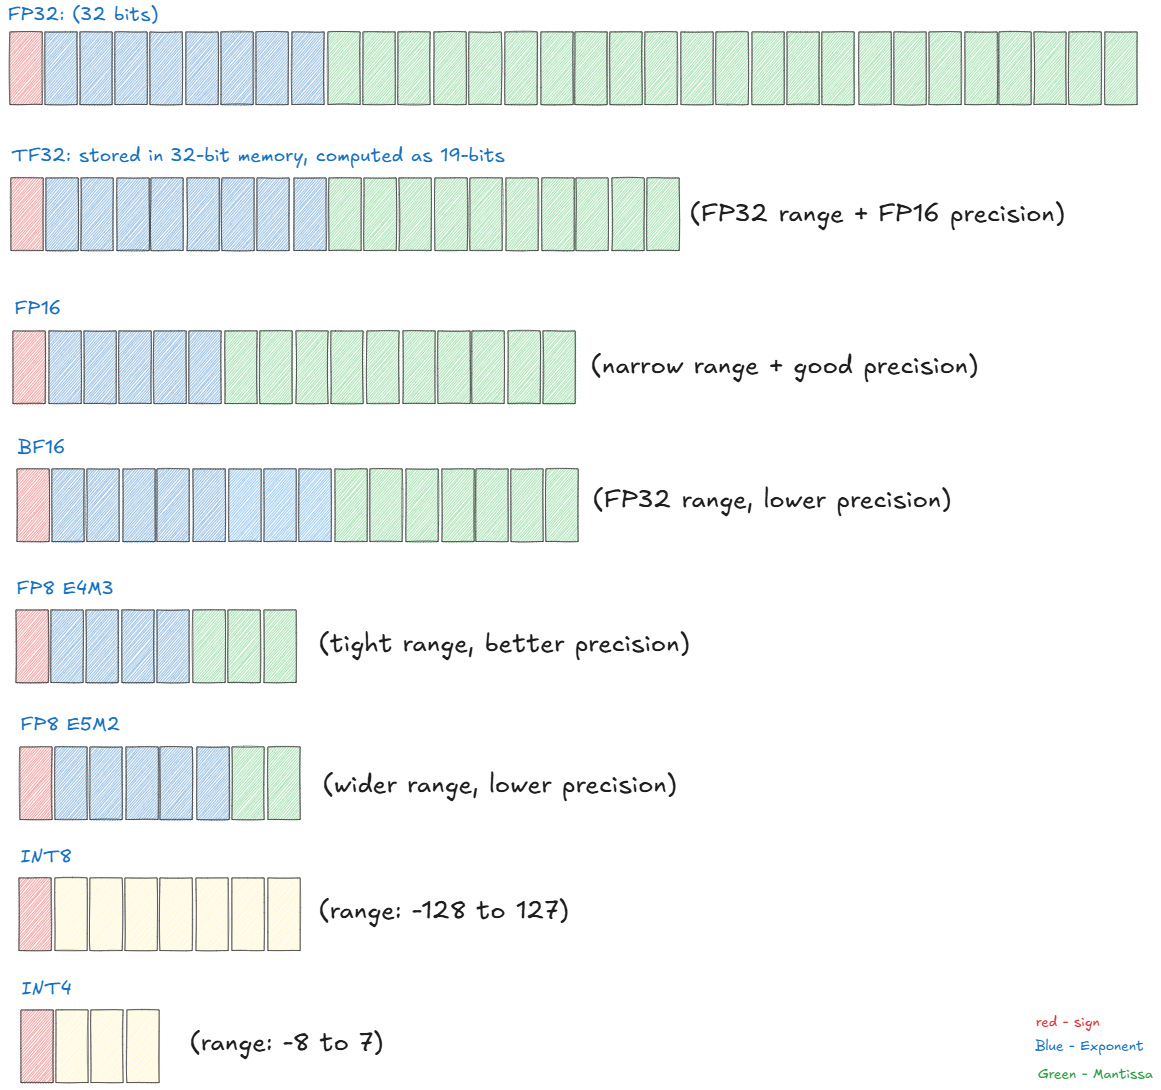 FP32: (32 bits)
TF32: stored in 32-bit memory, computed as 19-bits
(FP32 range + FP16 precision)
FP16
(narrow range + good precision)
BF16
(FP32 range, lower precision)
FP8 E4M3
(tight range, better precision)
FP8 E5M2
(wider range, lower precision)
INT8
(range: -128 to 127)
INT4
(range: -8 to 7)
red - sign
Blue - Exponent
Green - Mantissa